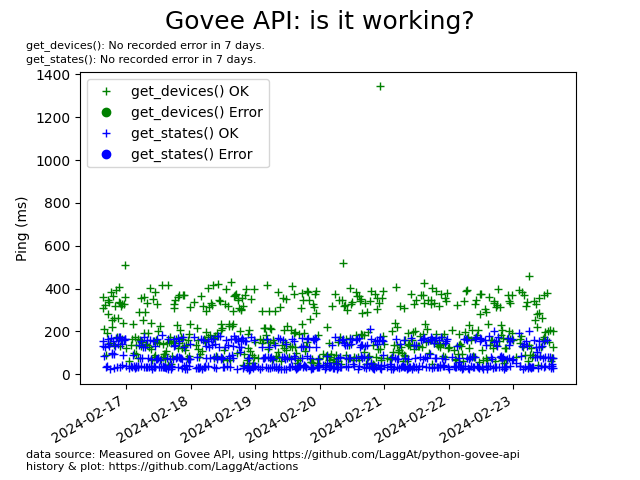 Govee API: is it working?
get_devices(): No recorded error in 7 days.
get_states(): No recorded error in 7 days.
1400
1200
1000
800
600
400
200
0
Ping (ms)
get_devices() OK
get_devices() Error
get_states() OK
get_states() Error
2024-02-17
2024-02-18
2024-02-19
2024-02-20
2024-02-21
2024-02-22
2024-02-23
data source: Measured on Govee API, using https://github.com/LaggAt/python-govee-api
history & plot: https://github.com/LaggAt/actions